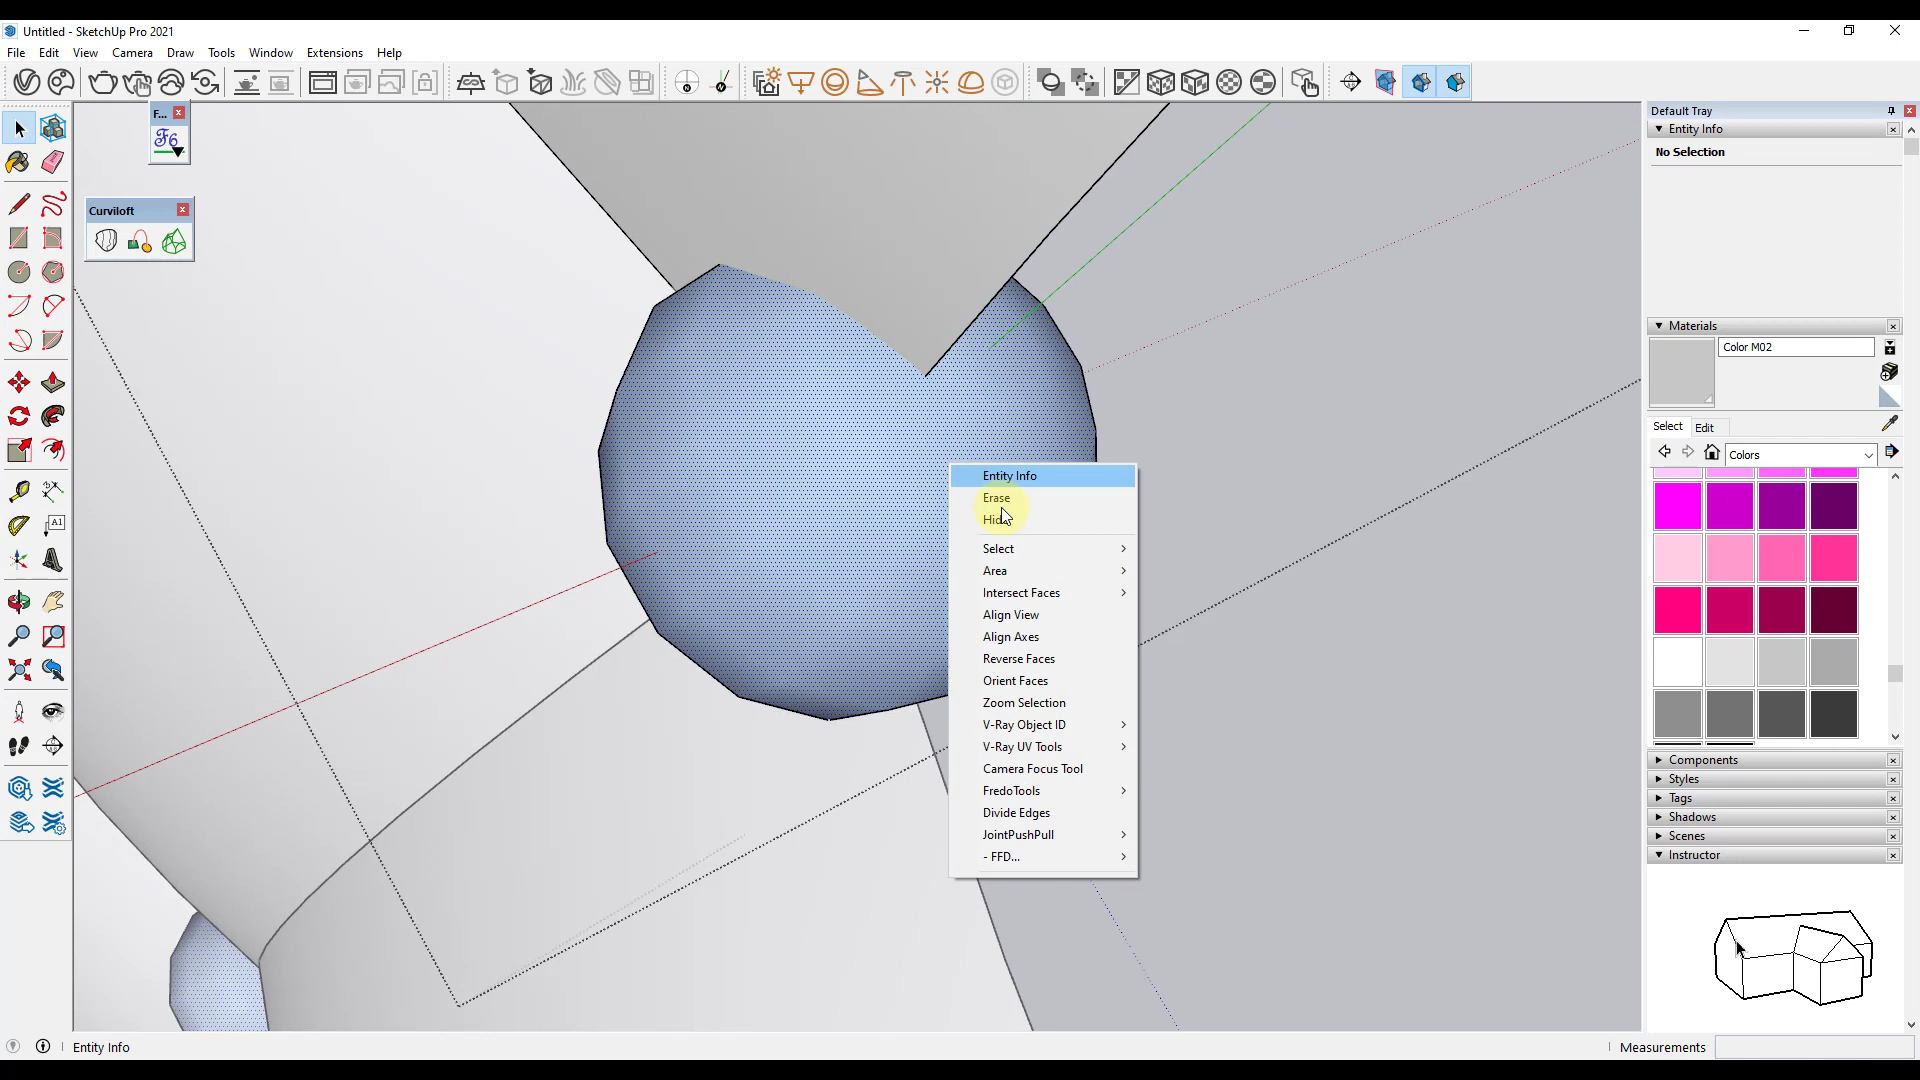 Untitled - SketchUp Pro 2021
File Edit View Camera Draw Tools Window Extensions Help
F...
Curviloft
A1
Default Tray
Entity Info
No Selection
Materials
Color M02
Select Edit
Colors
Components
Styles
Tags
Shadows
Scenes
Instructor
Entity Info
Erase
Select
Area
Intersect Faces
Align View
Align Axes
Reverse Faces
Orient Faces
Zoom Selection
V-Ray Object ID
V-Ray UV Tools
Camera Focus Tool
FredoTools
Divide Edges
JointPushPull
- FFD...
Entity Info
Measurements